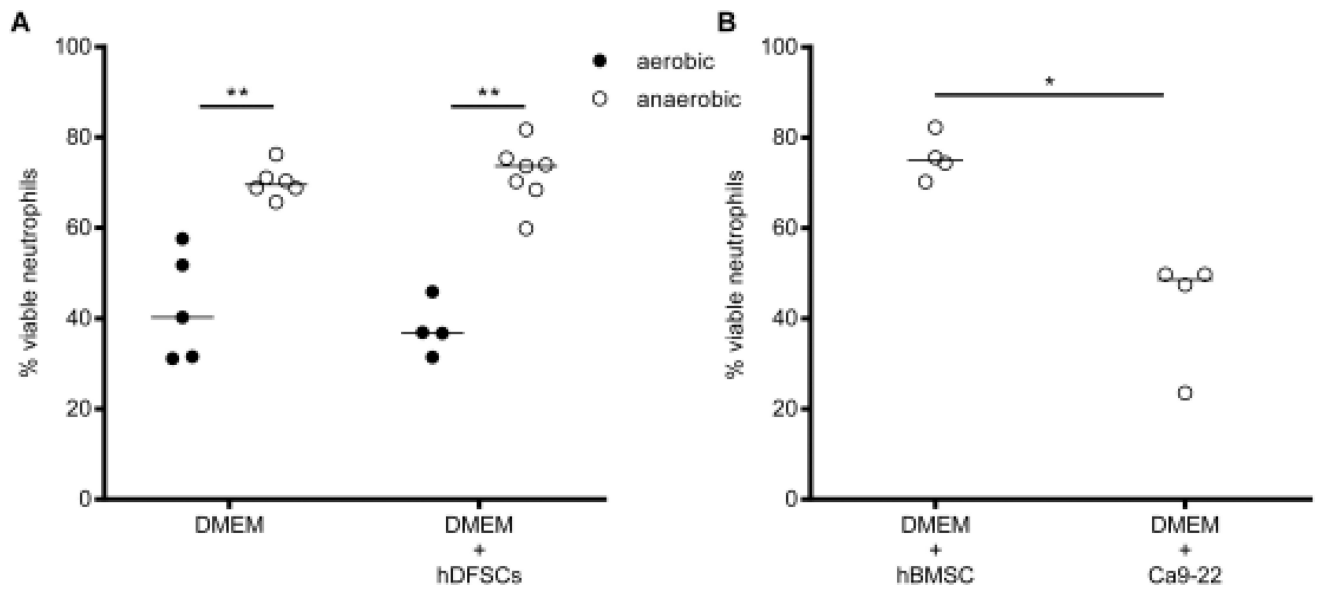 A
100
80
60
40
20
0
% viable neutrophils
**
**
aerobic
anaerobic
DMEM
DMEM
+
hDFSCs
B
100
80
60
40
20
0
% viable neutrophils
*
DMEM
+
hBMSC
DMEM
+
Ca9-22